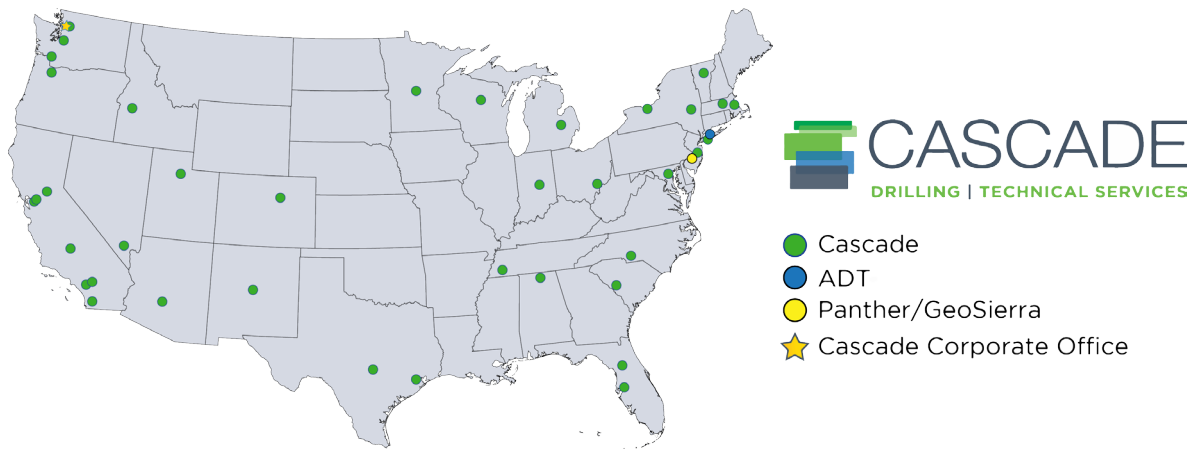 CASCADE
DRILLING | TECHNICAL SERVICES
Cascade
ADT
Panther/GeoSierra
Cascade Corporate Office